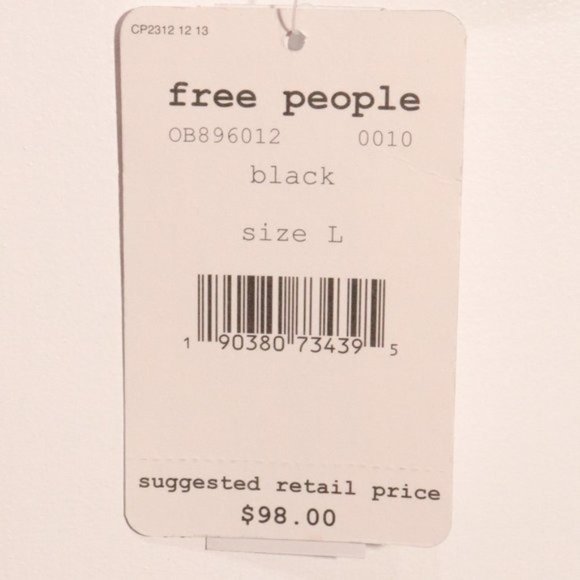 CP2312 12 13
free people
OB896012 0010
black
size L
1 90380 73439 5
suggested retail price
$98.00